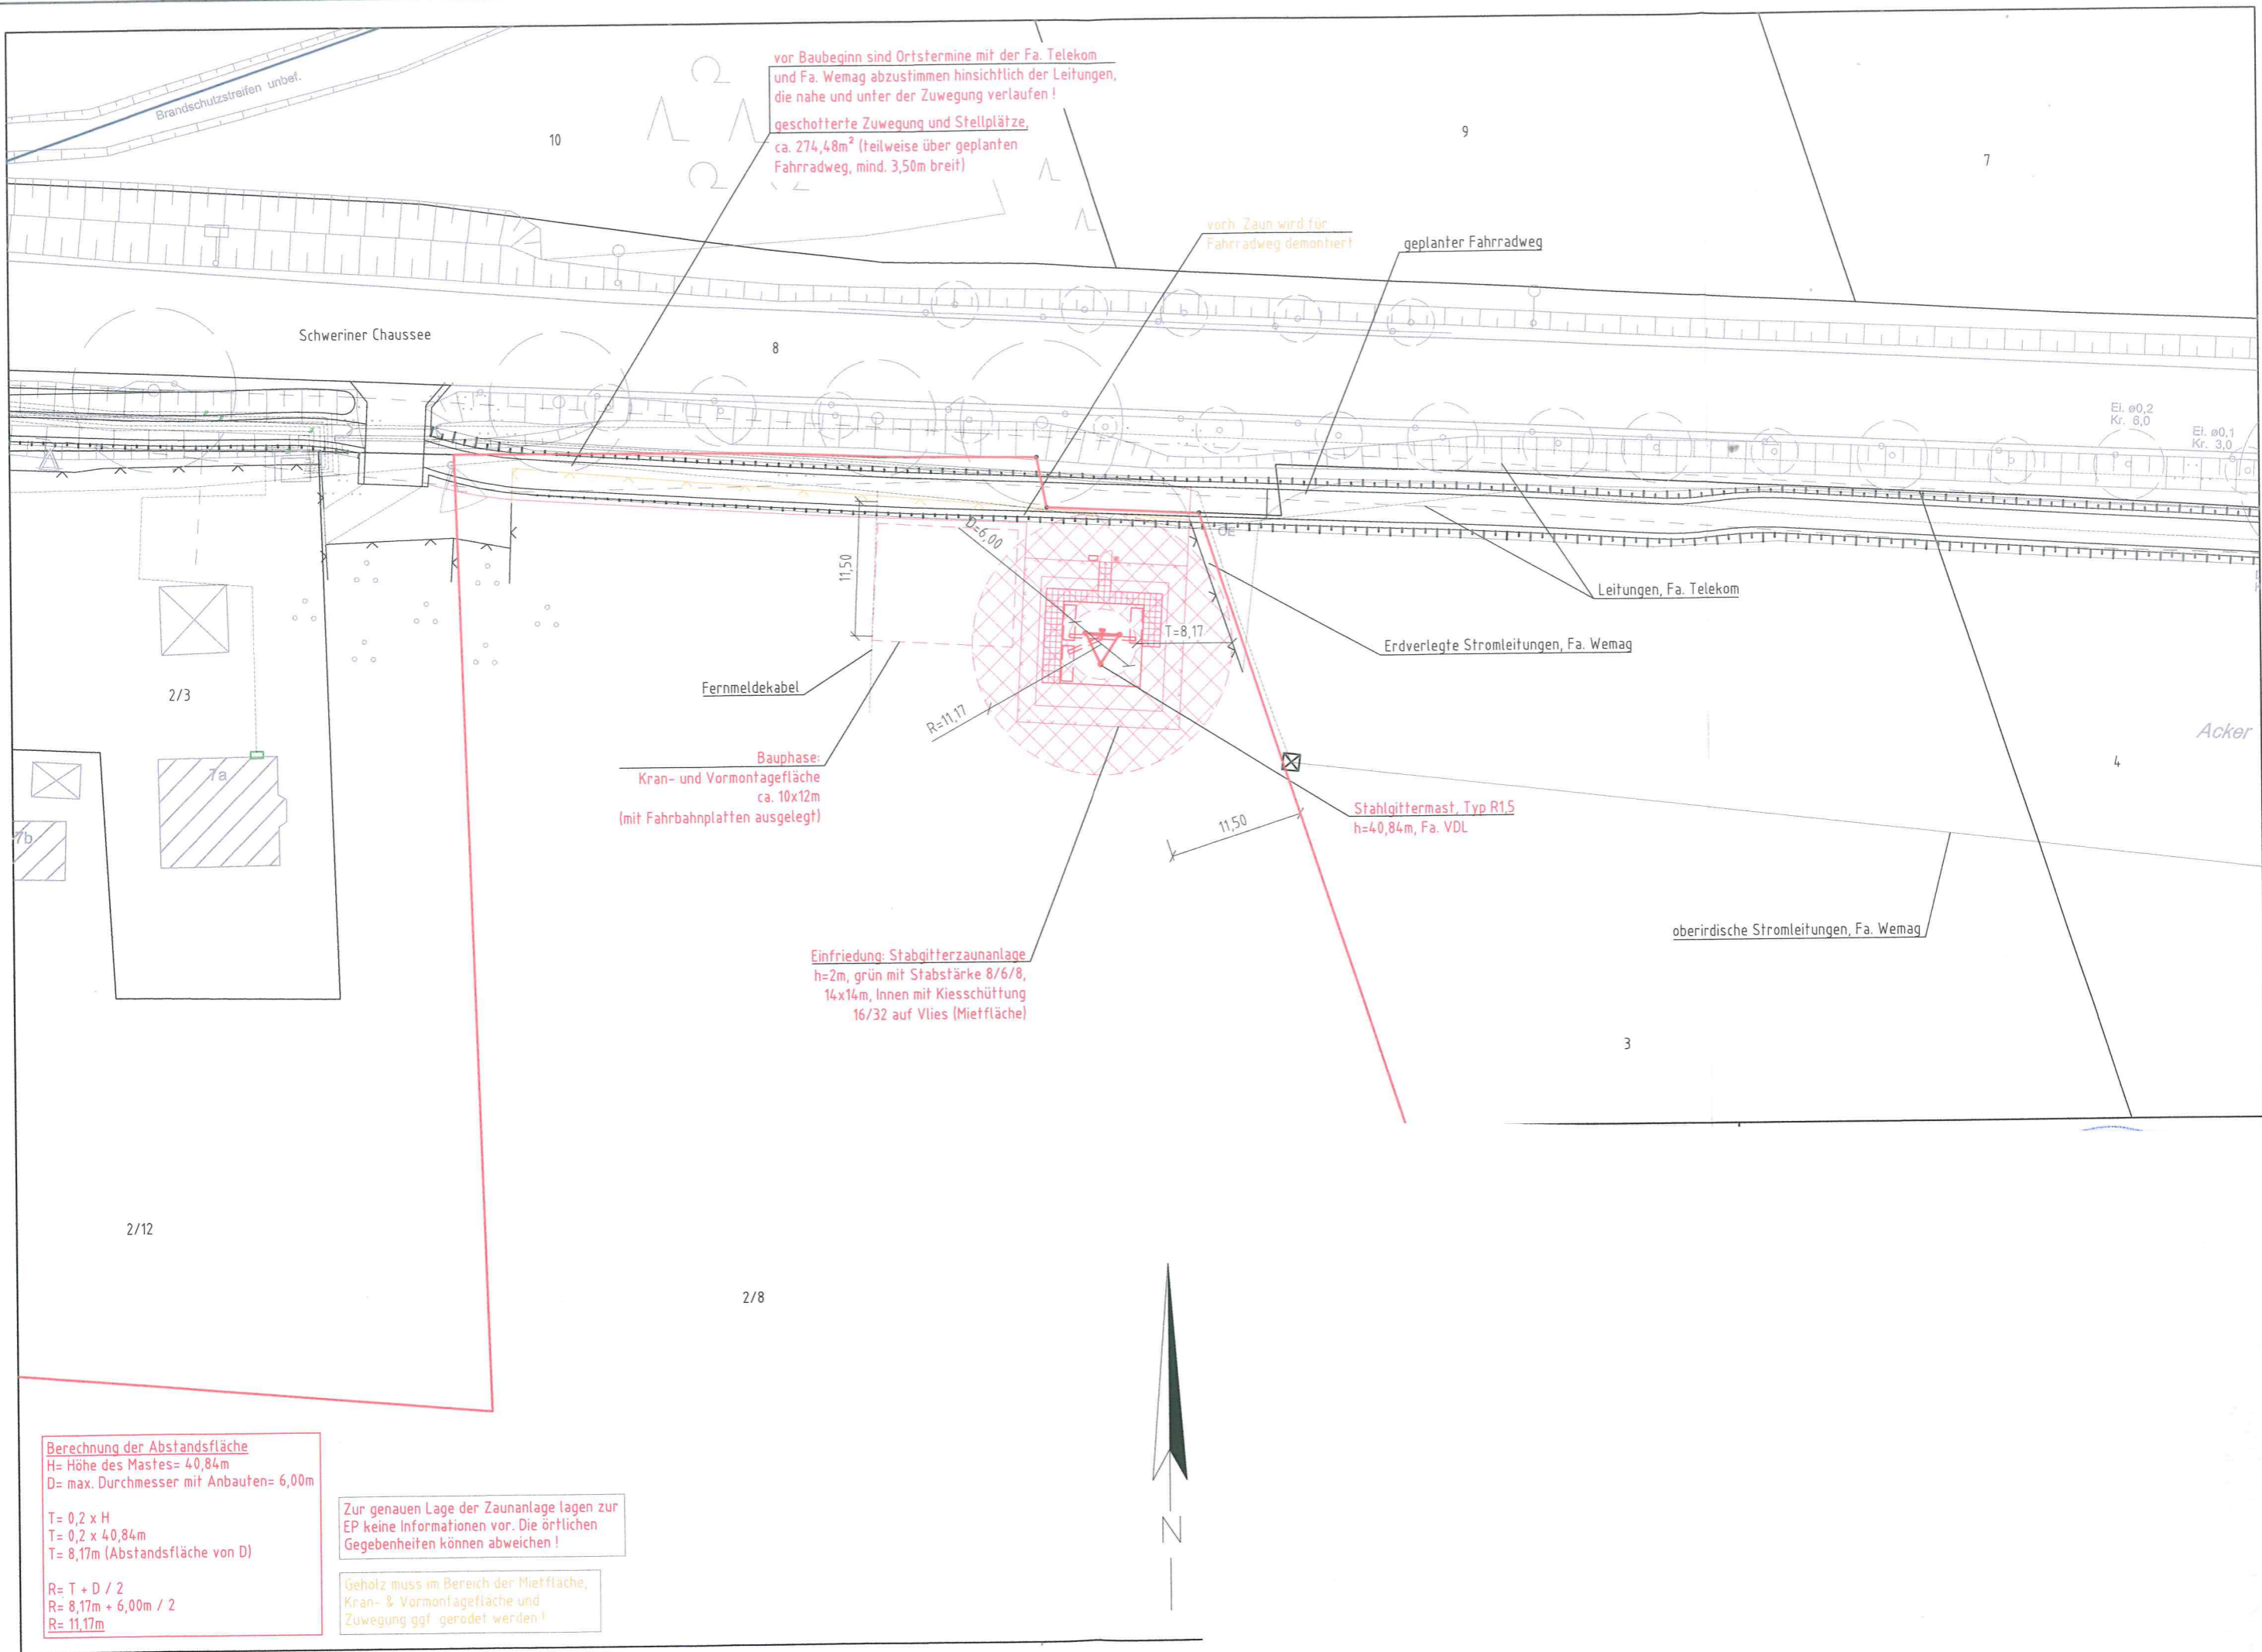 vor Baubeginn sind Ortstermine mit der Fa. Telekom
und Fa. Wemag abzustimmen hinsichtlich der Leitungen,
die nahe und unter der Zuwegung verlaufen !
geschotterte Zuwegung und Stellplätze,
ca. 274,48m² (teilweise über geplanten
Fahrradweg, mind. 3,50m breit)
Brandschutzstreifen unbef.
10
9
7
vorh. Zaun wird für
Fahrradweg demontiert
geplanter Fahrradweg
Schweriner Chaussee
8
Ei. ø0,2
Kr. 6,0
Ei. ø0,1
Kr. 3,0
D=6,00
OE
11,50
Leitungen, Fa. Telekom
T=8,17
Erdverlegte Stromleitungen, Fa. Wemag
2/3
Fernmeldekabel
R=11,17
Acker
4
7a
7b
Bauphase:
Kran- und Vormontagefläche
ca. 10x12m
(mit Fahrbahnplatten ausgelegt)
Stahlgittermast, Typ R1,5
h=40,84m, Fa. VDL
11,50
oberirdische Stromleitungen, Fa. Wemag
Einfriedung: Stabgitterzaunanlage
h=2m, grün mit Stabstärke 8/6/8,
14x14m, Innen mit Kiesschüttung
16/32 auf Vlies (Mietfläche)
3
2/12
2/8
N
Berechnung der Abstandsfläche
H= Höhe des Mastes= 40,84m
D= max. Durchmesser mit Anbauten= 6,00m
T= 0,2 x H
T= 0,2 x 40,84m
T= 8,17m (Abstandsfläche von D)
R= T + D / 2
R= 8,17m + 6,00m / 2
R= 11,17m
Zur genauen Lage der Zaunanlage lagen zur
EP keine Informationen vor. Die örtlichen
Gegebenheiten können abweichen !
Geholz muss im Bereich der Mietfläche,
Kran- & Vormontagefläche und
Zuwegung ggf. gerodet werden !